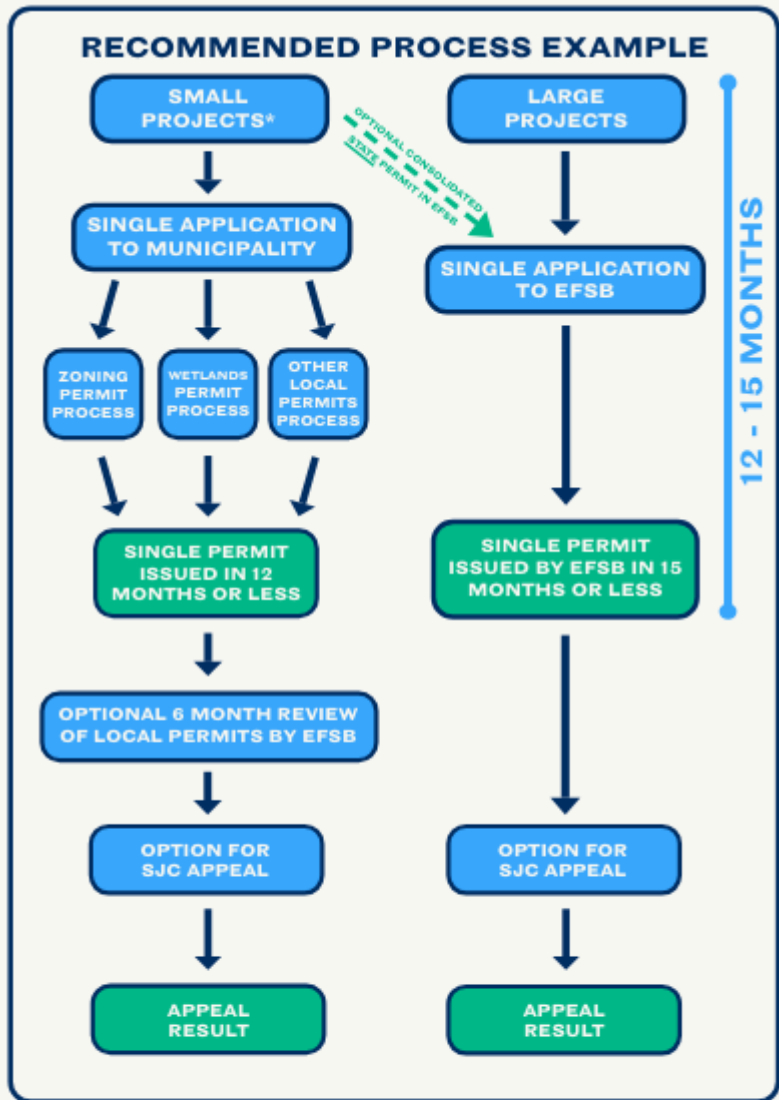 RECOMMENDED PROCESS EXAMPLE
SMALL
PROJECTS*
LARGE
PROJECTS
OPTIONAL CONSOLIDATED
STATE PERMIT IN EFSB
SINGLE APPLICATION
TO MUNICIPALITY
SINGLE APPLICATION
TO EFSB
ZONING
PERMIT
PROCESS
WETLANDS
PERMIT
PROCESS
OTHER
LOCAL
PERMITS
PROCESS
12 - 15 MONTHS
SINGLE PERMIT
ISSUED IN 12
MONTHS OR LESS
SINGLE PERMIT
ISSUED BY EFSB IN 15
MONTHS OR LESS
OPTIONAL 6 MONTH REVIEW
OF LOCAL PERMITS BY EFSB
OPTION FOR
SJC APPEAL
OPTION FOR
SJC APPEAL
APPEAL
RESULT
APPEAL
RESULT